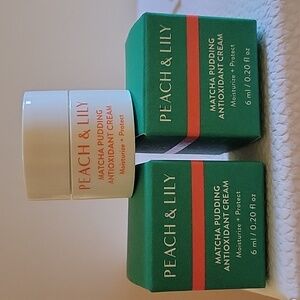 PEACH & LILY
MATCHA PUDDING
ANTIOXIDANT CREAM
Moisturize + Protect
PEACH & LILY
MATCHA PUDDING
ANTIOXIDANT CREAM
Moisturize + Protect
6 ml / 0.20 fl oz
PEACH & LILY
MATCHA PUDDING
ANTIOXIDANT CREAM
Moisturize + Protect
6 ml / 0.20 fl oz